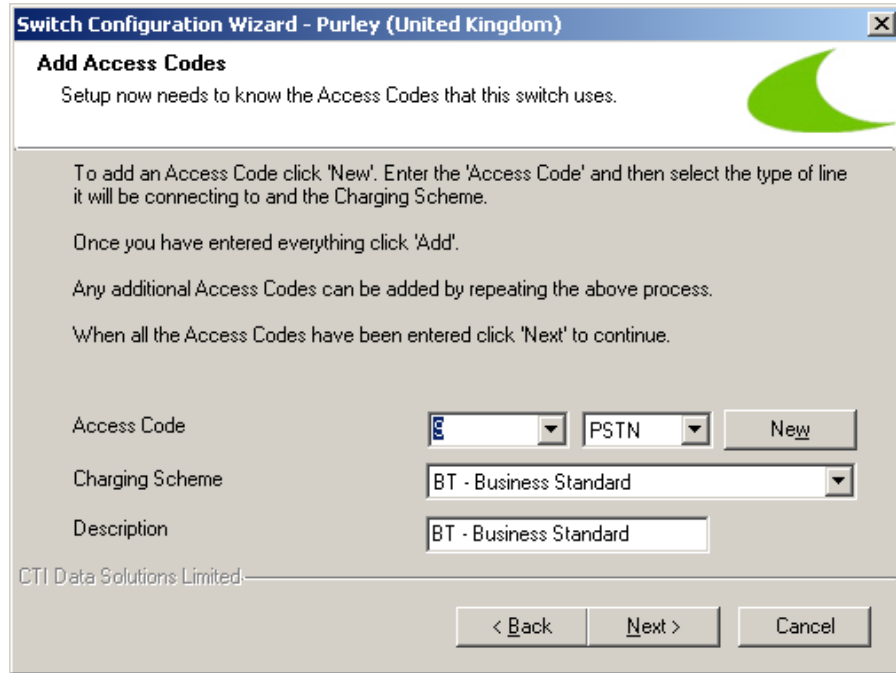 Switch Configuration Wizard - Purley (United Kingdom)
Add Access Codes
Setup now needs to know the Access Codes that this switch uses.
To add an Access Code click 'New'. Enter the 'Access Code' and then select the type of line
it will be connecting to and the Charging Scheme.
Once you have entered everything click 'Add'.
Any additional Access Codes can be added by repeating the above process.
When all the Access Codes have been entered click 'Next' to continue.
Access Code 9 PSTN New
Charging Scheme BT - Business Standard
Description BT - Business Standard
CTI Data Solutions Limited
< Back Next > Cancel